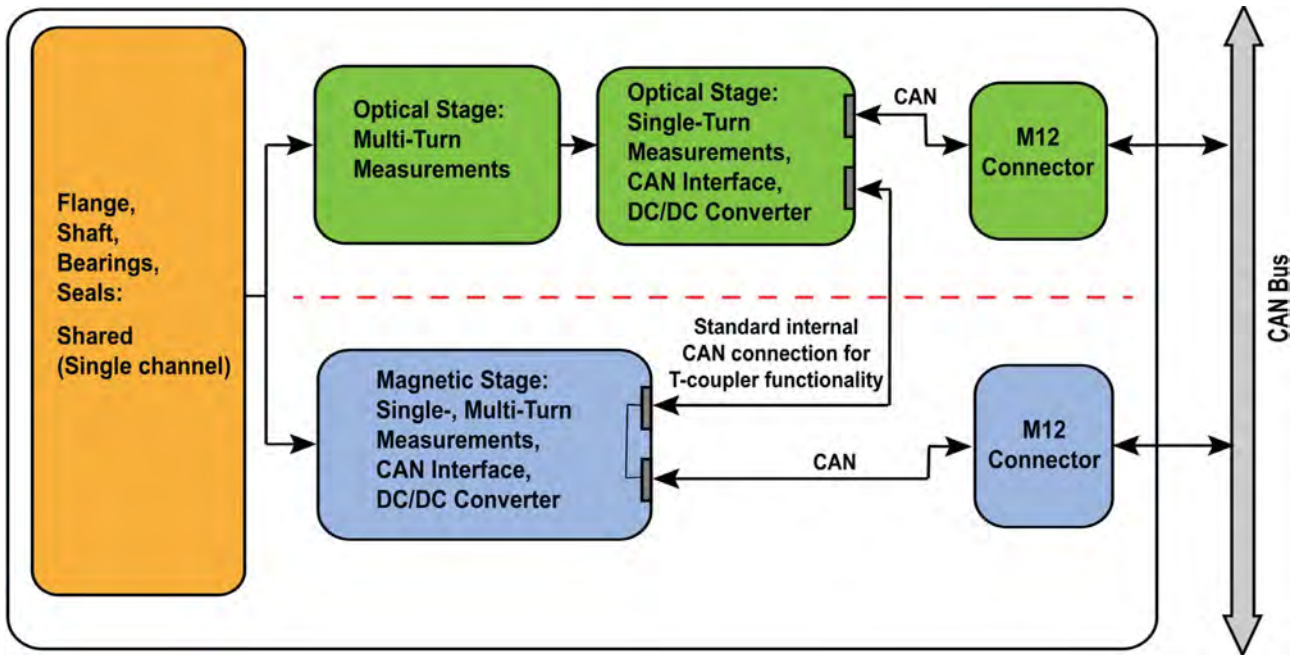 Flange,
Shaft,
Bearings,
Seals:
Shared
(Single channel)
Optical Stage:
Multi-Turn
Measurements
Optical Stage:
Single-Turn
Measurements,
CAN Interface,
DC/DC Converter
CAN
M12
Connector
Standard internal
CAN connection for
T-coupler functionality
Magnetic Stage:
Single-, Multi-Turn
Measurements,
CAN Interface,
DC/DC Converter
CAN
M12
Connector
CAN Bus